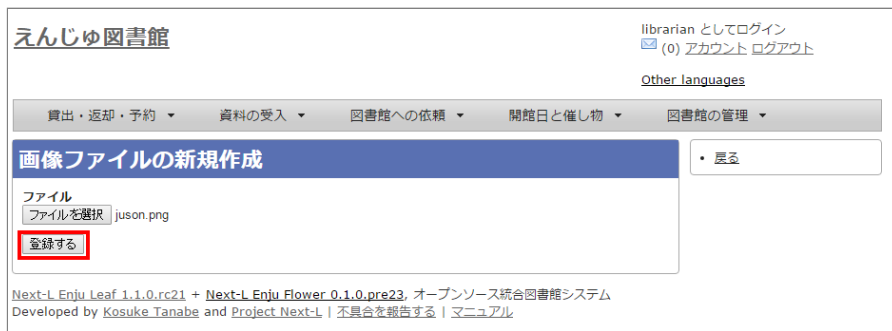 えんじゅ図書館
librarian としてログイン
(0) アカウント ログアウト
Other languages
貸出・返却・予約 ▼ 資料の受入 ▼ 図書館への依頼 ▼ 開館日と催し物 ▼ 図書館の管理 ▼
画像ファイルの新規作成
• 戻る
ファイル
ファイルを選択 juson.png
登録する
Next-L Enju Leaf 1.1.0.rc21 + Next-L Enju Flower 0.1.0.pre23, オープンソース統合図書館システム
Developed by Kosuke Tanabe and Project Next-L | 不具合を報告する | マニュアル